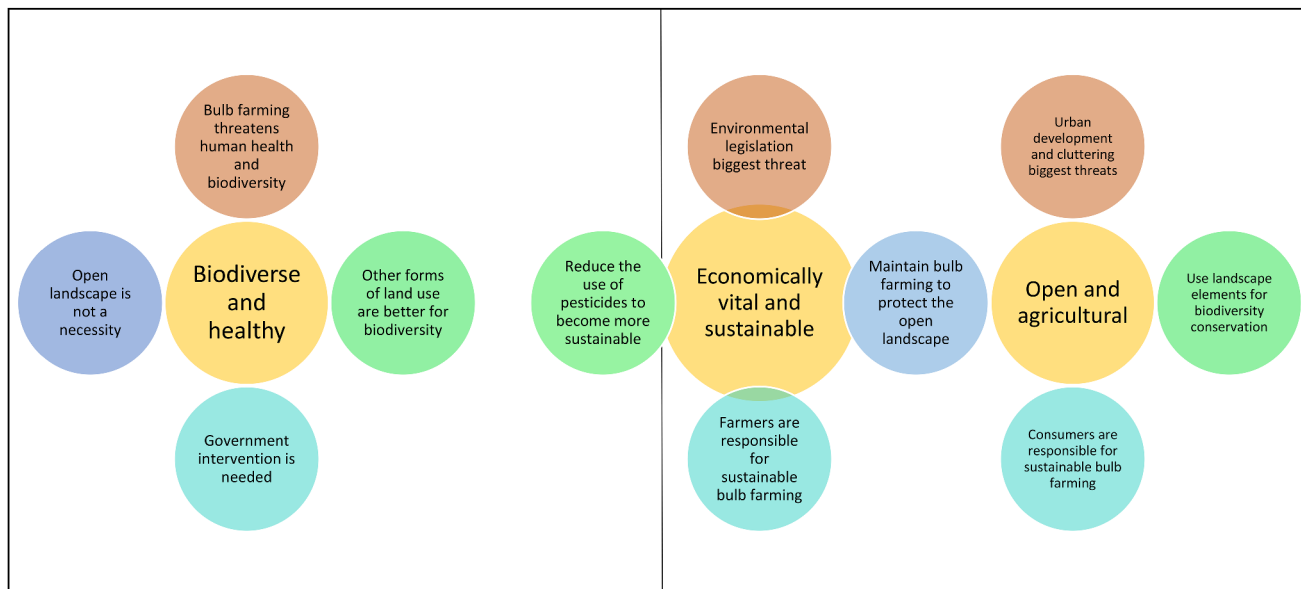 Bulb farming
threatens
human health
and
biodiversity
Open
landscape is
not a
necessity
Biodiverse
and
healthy
Other forms
of land use
are better for
biodiversity
Government
intervention is
needed
Environmental
legislation
biggest threat
Reduce the
use of
pesticides to
become more
sustainable
Economically
vital and
sustainable
Maintain bulb
farming to
protect the
open
landscape
Farmers are
responsible
for
sustainable
bulb farming
Urban
development
and cluttering
biggest threats
Open and
agricultural
Use landscape
elements for
biodiversity
conservation
Consumers are
responsible for
sustainable bulb
farming